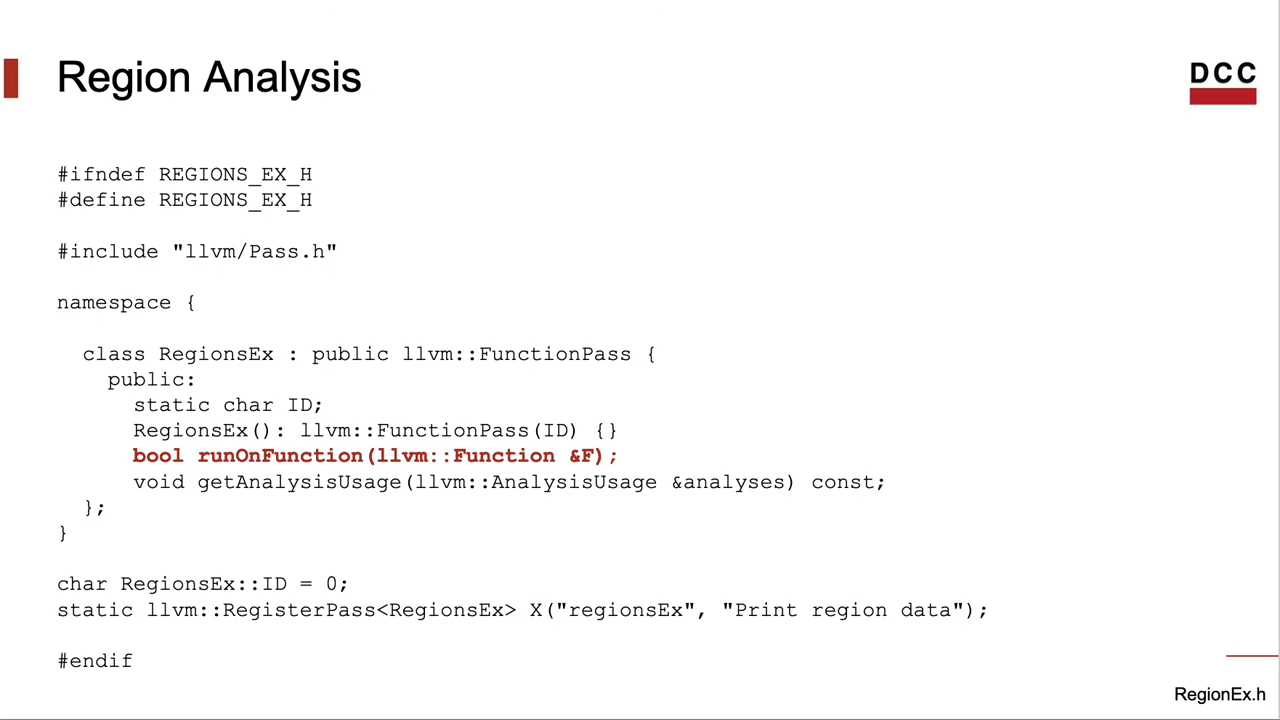 Region Analysis
DCC
#ifndef REGIONS_EX_H
#define REGIONS_EX_H
#include "llvm/Pass.h"
namespace {
class RegionsEx : public llvm::FunctionPass {
public:
static char ID;
RegionsEx(): llvm::FunctionPass(ID) {}
bool runOnFunction(llvm::Function &F);
void getAnalysisUsage(llvm::AnalysisUsage &analyses) const;
};
}
char RegionsEx::ID = 0;
static llvm::RegisterPass<RegionsEx> X("regionsEx", "Print region data");
#endif
RegionEx.h